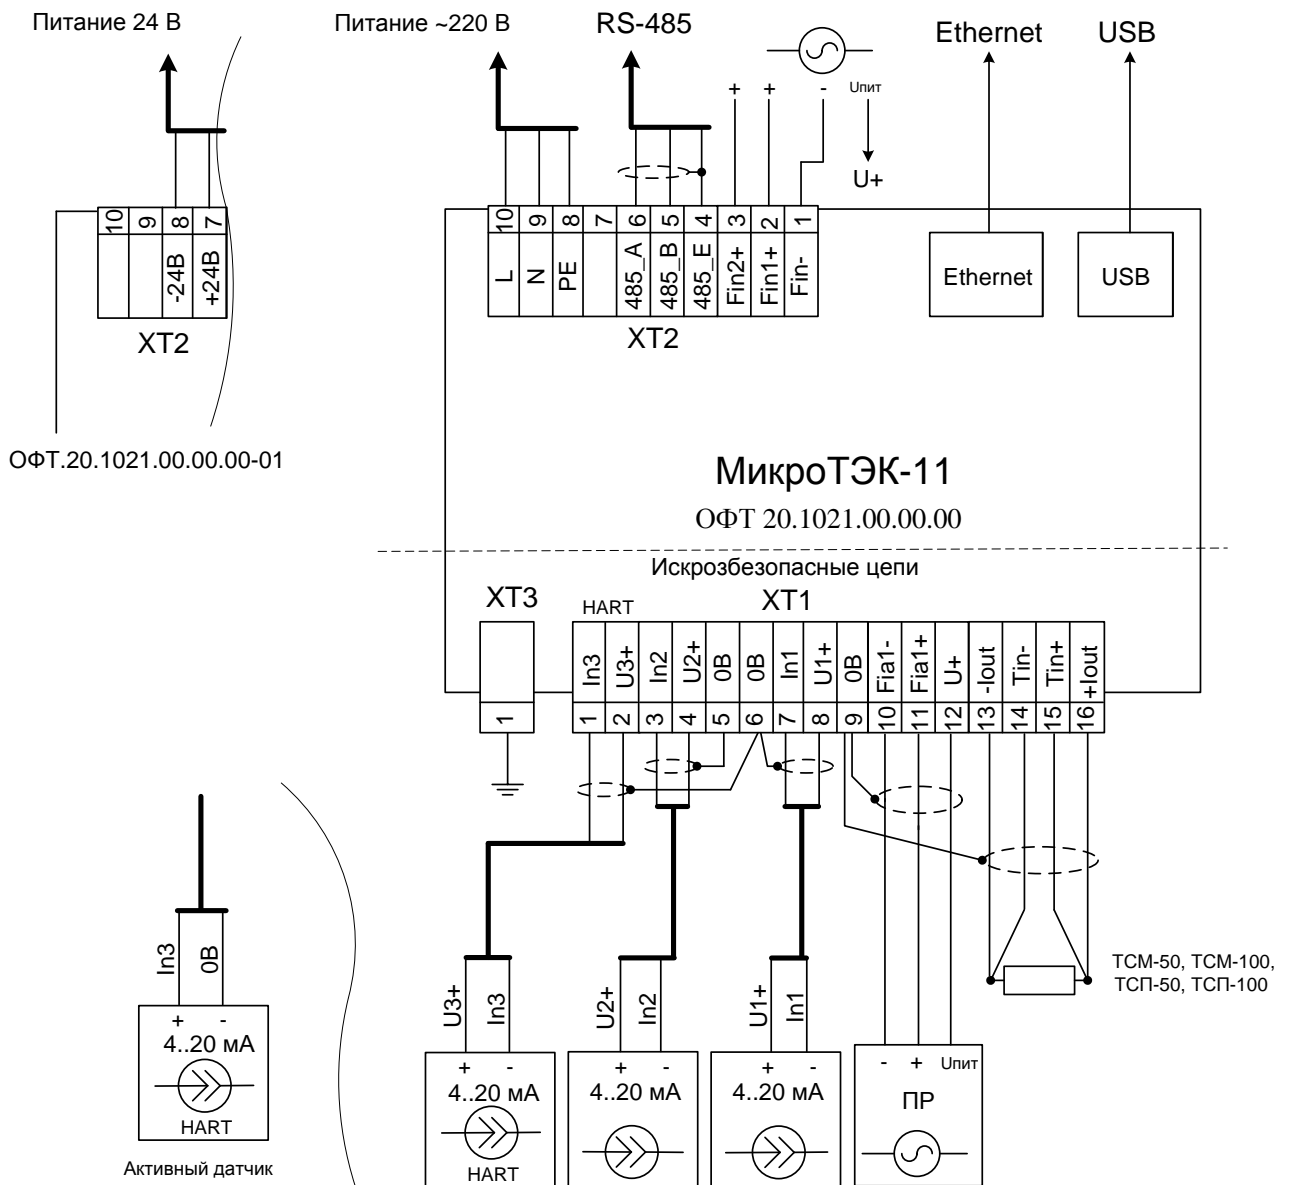 Питание 24 В
Питание ~220 В
RS-485
Ethernet
USB
+
+
-
Uпит
U+
10
9
8
7
-24В
+24В
XT2
ОФТ.20.1021.00.00.00-01
10
9
8
7
6
5
4
3
2
1
L
N
PE
485_A
485_B
485_E
Fin2+
Fin1+
Fin-
XT2
Ethernet
USB
МикроТЭК-11
ОФТ 20.1021.00.00.00
Искрозбезопасные цепи
XT3
HART
XT1
In3
U3+
In2
U2+
0В
0В
In1
U1+
0В
Fia1-
Fia1+
U+
-Iout
Tin-
Tin+
+Iout
1
1
2
3
4
5
6
7
8
9
10
11
12
13
14
15
16
In3
0В
+
-
4..20 мА
HART
Активный датчик
U3+
In3
+
-
4..20 мА
HART
U2+
In2
+
-
4..20 мА
U1+
In1
+
-
4..20 мА
-
+
Uпит
ПР
ТСМ-50, ТСМ-100,
ТСП-50, ТСП-100